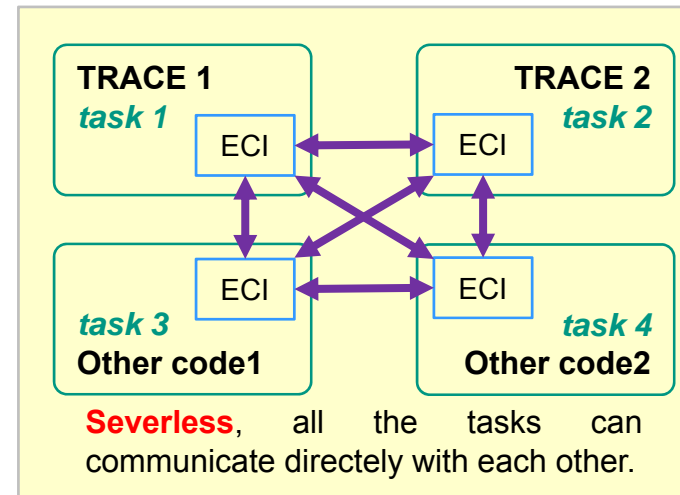 TRACE 1
task 1
ECI
TRACE 2
task 2
ECI
ECI
task 3
Other code1
ECI
task 4
Other code2
Severless, all the tasks can
communicate directely with each other.